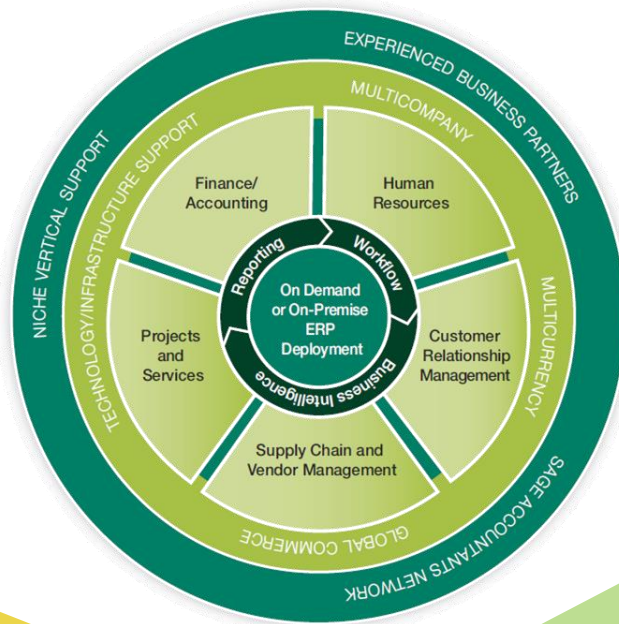 EXPERIENCED BUSINESS PARTNERS
SAGE ACCOUNTANTS NETWORK
NICHE VERTICAL SUPPORT
MULTICOMPANY
MULTICURRENCY
GLOBAL COMMERCE
TECHNOLOGY/INFRASTRUCTURE SUPPORT
Finance/
Accounting
Human
Resources
Customer
Relationship
Management
Supply Chain and
Vendor Management
Projects
and
Services
Reporting
Workflow
Business Intelligence
On Demand
or On-Premise
ERP
Deployment